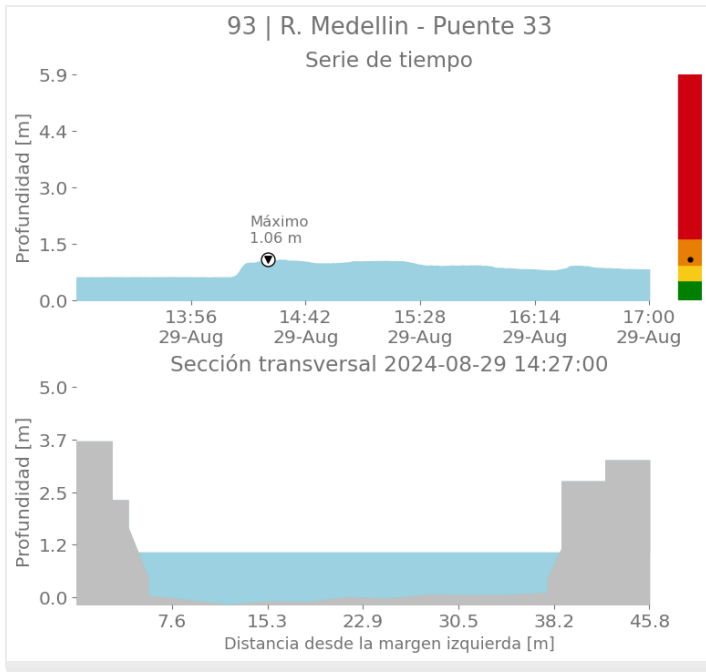 93 | R. Medellin - Puente 33
Serie de tiempo
Profundidad [m]
5.9
4.4
3.0
1.5
0.0
Máximo
1.06 m
13:56 14:42 15:28 16:14 17:00
29-Aug 29-Aug 29-Aug 29-Aug 29-Aug
Sección transversal 2024-08-29 14:27:00
Profundidad [m]
5.0
3.7
2.5
1.2
0.0
7.6 15.3 22.9 30.5 38.2 45.8
Distancia desde la margen izquierda [m]